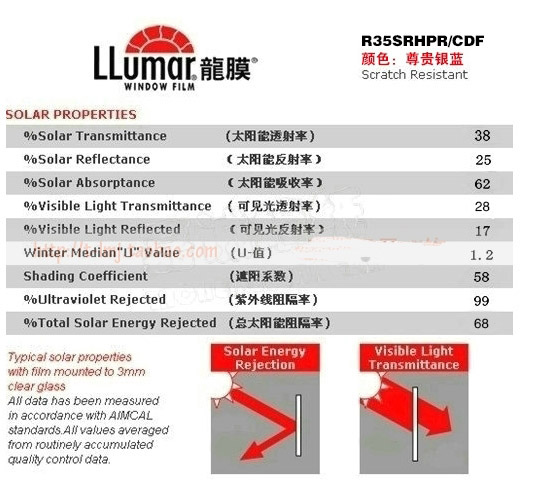 LLumar® 龍膜®
WINDOW FILM
R35SRHPR/CDF
颜色：尊贵银蓝
Scratch Resistant
SOLAR PROPERTIES
%Solar Transmittance （太阳能透射率） 38
%Solar Reflectance （太阳能反射率） 25
%Solar Absorptance （太阳能吸收率） 62
%Visible Light Transmittance （可见光透射率） 28
%Visible Light Reflected （可见光反射率） 17
Winter Median"U" Value （U-值） 1.2
Shading Coefficient （遮阳系数） 58
%Ultraviolet Rejected （紫外线阻隔率） 99
%Total Solar Energy Rejected （总太阳能阻隔率） 68
Typical solar properties
with film mounted to 3mm
clear glass
All data has been measured
in accordance with AIMCAL
standards.All values averaged
from routinely accumulated
quality control data.
Solar Energy
Rejection
Visible Light
Transmittance